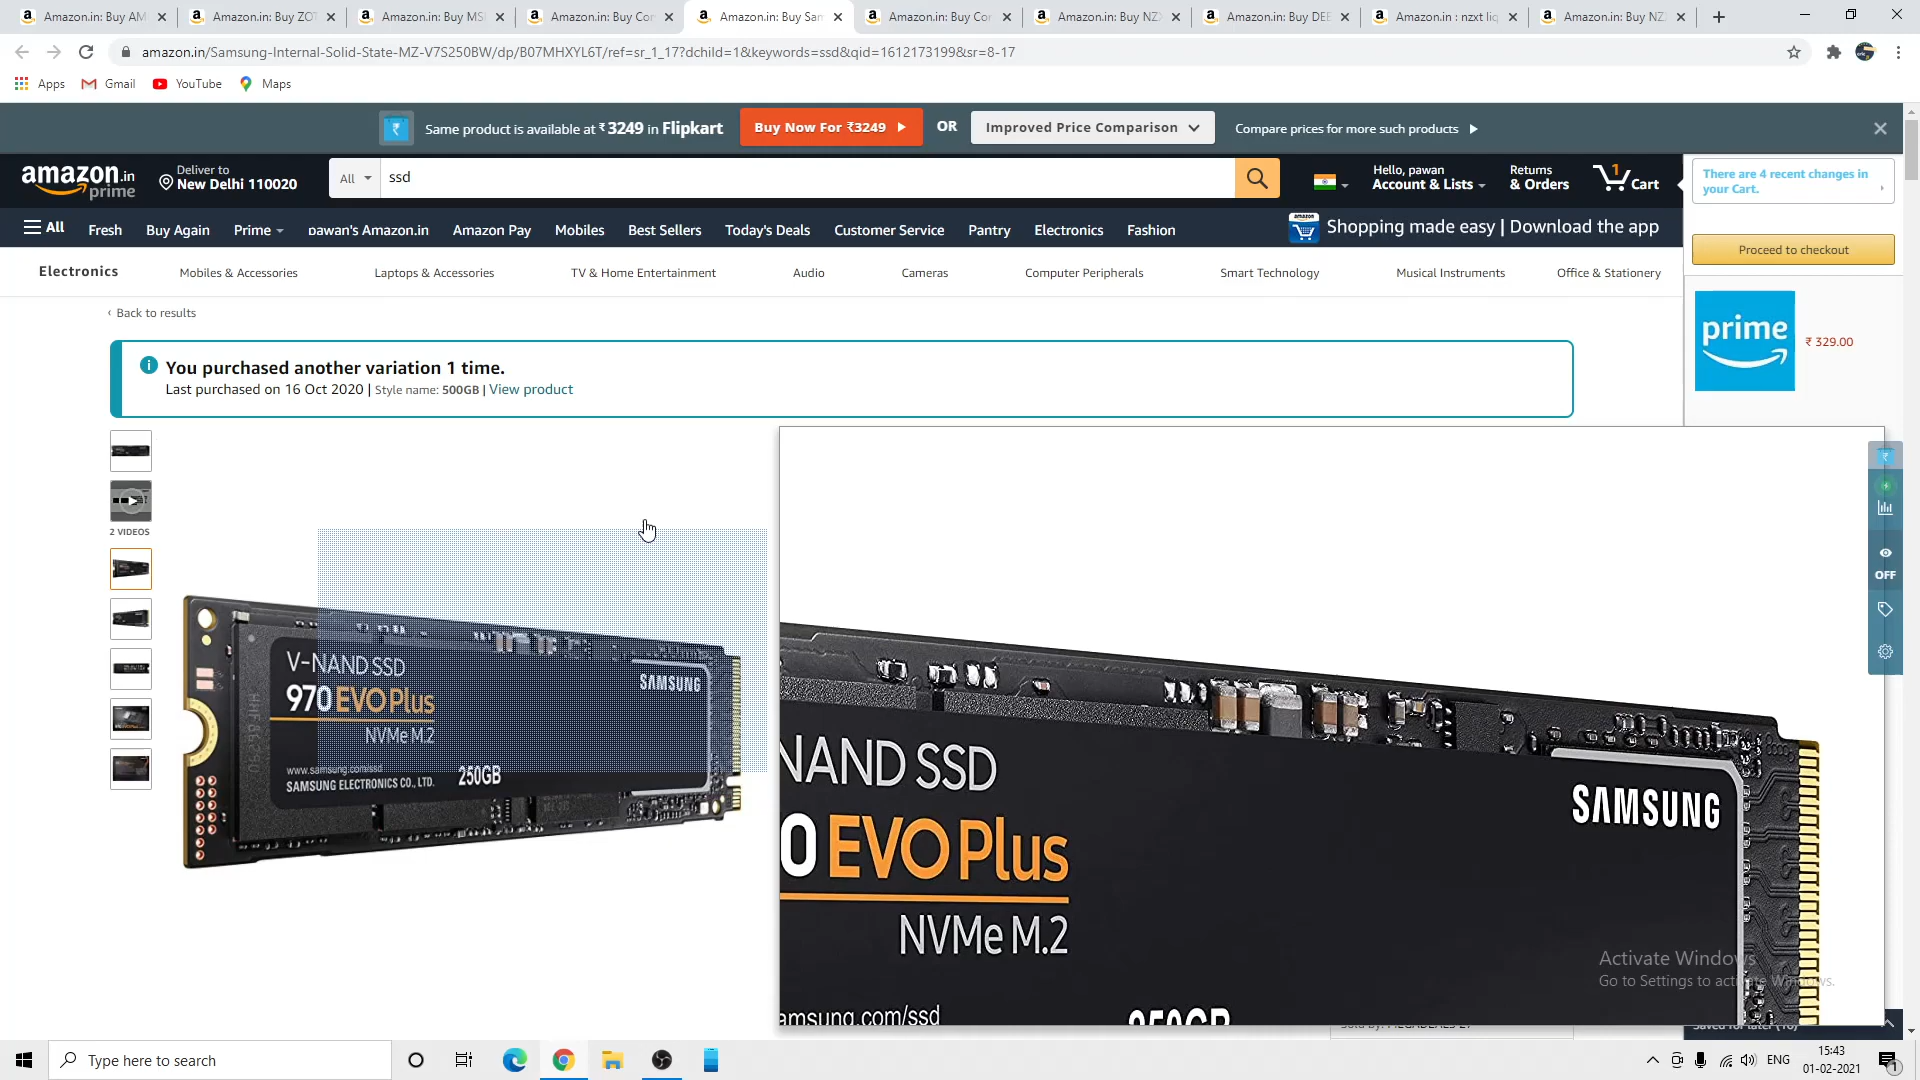 Amazon.in: Buy AM
Amazon.in: Buy ZOT
Amazon.in: Buy MSI
Amazon.in: Buy Cor
Amazon.in: Buy Sam
Amazon.in: Buy Cor
Amazon.in: Buy NZX
Amazon.in: Buy DEE
Amazon.in : nzxt liq
Amazon.in: Buy NZX
amazon.in/Samsung-Internal-Solid-State-MZ-V7S250BW/dp/B07MHXYL6T/ref=sr_1_17?dchild=1&keywords=ssd&qid=1612173199&sr=8-17
Apps Gmail YouTube Maps
Same product is available at ₹ 3249 in Flipkart
Buy Now For ₹3249
OR
Improved Price Comparison
Compare prices for more such products
amazon.in
prime
Deliver to
New Delhi 110020
All
ssd
Hello, pawan
Account & Lists
Returns
& Orders
1
Cart
There are 4 recent changes in
your Cart.
All Fresh Buy Again Prime pawan's Amazon.in Amazon Pay Mobiles Best Sellers Today's Deals Customer Service Pantry Electronics Fashion
amazon
Shopping made easy | Download the app
Proceed to checkout
Electronics Mobiles & Accessories Laptops & Accessories TV & Home Entertainment Audio Cameras Computer Peripherals Smart Technology Musical Instruments Office & Stationery
‹ Back to results
prime
₹ 329.00
You purchased another variation 1 time.
Last purchased on 16 Oct 2020 | Style name: 500GB | View product
2 VIDEOS
V-NAND SSD
970 EVO Plus
NVMe M.2
SAMSUNG
www.samsung.com/ssd
SAMSUNG ELECTRONICS CO., LTD.
250GB
NAND SSD
0 EVO Plus
NVMe M.2
SAMSUNG
amsung.com/ssd
250GB
OFF
Activate Windows
Go to Settings to activate Windows.
Type here to search
ENG
15:43
01-02-2021
1